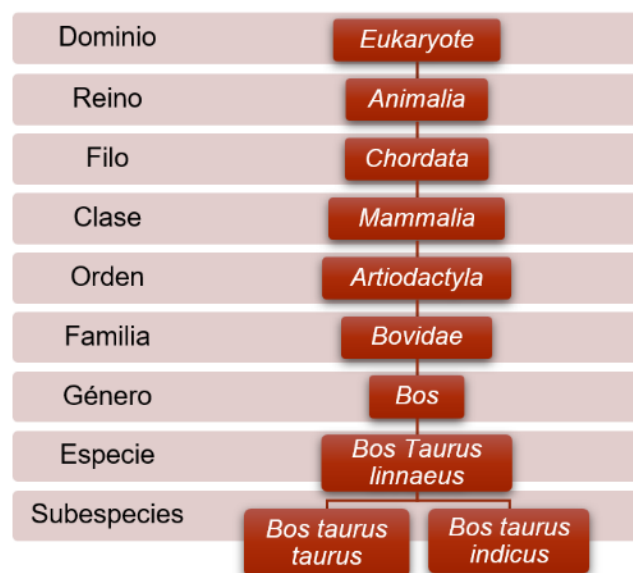 Dominio
Eukaryote
Reino
Animalia
Filo
Chordata
Clase
Mammalia
Orden
Artiodactyla
Familia
Bovidae
Género
Bos
Especie
Bos Taurus
linnaeus
Subespecies
Bos taurus
taurus
Bos taurus
indicus